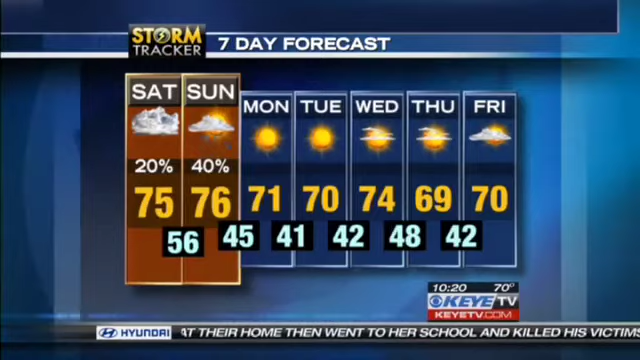 STORM
TRACKER
7 DAY FORECAST
SAT SUN MON TUE WED THU FRI
20% 40%
75 76 71 70 74 69 70
56 45 41 42 48 42
10:20 70°
KEYE TV
KEYETV.COM
HYUNDAI AT THEIR HOME THEN WENT TO HER SCHOOL AND KILLED HIS VICTIMS